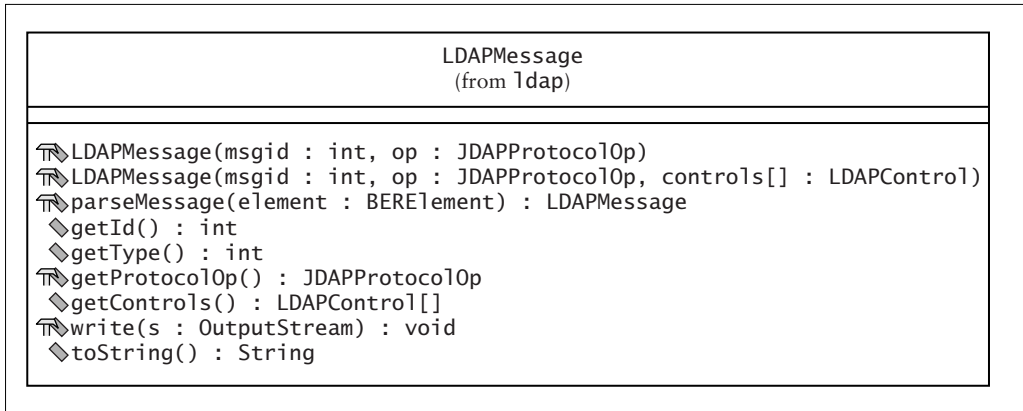 LDAPMessage
(from ldap)
LDAPMessage(msgid : int, op : JDAPProtocolOp)
LDAPMessage(msgid : int, op : JDAPProtocolOp, controls[] : LDAPControl)
parseMessage(element : BERElement) : LDAPMessage
getId() : int
getType() : int
getProtocolOp() : JDAPProtocolOp
getControls() : LDAPControl[]
write(s : OutputStream) : void
toString() : String